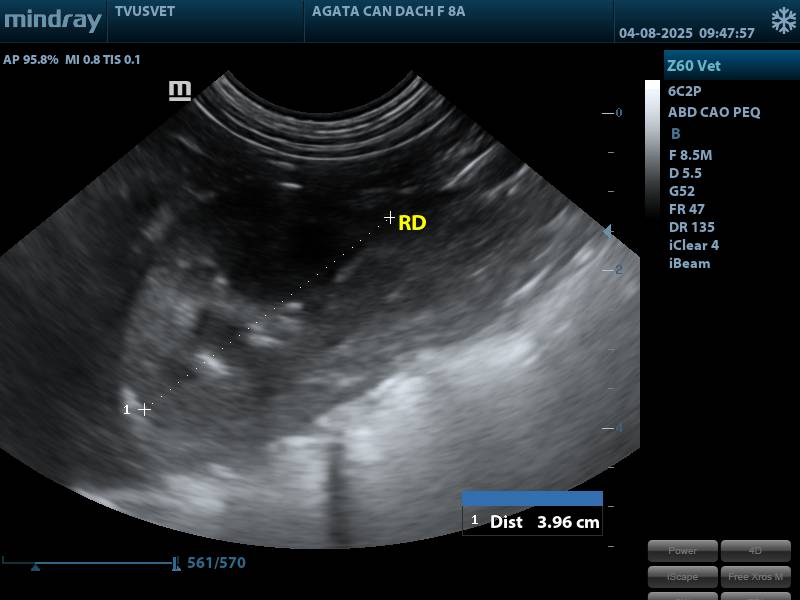 mindray
TVUSVET
AGATA CAN DACH F 8A
04-08-2025 09:47:57
AP 95.8% MI 0.8 TIS 0.1
m
Z60 Vet
6C2P
ABD CAO PEQ
B
F 8.5M
D 5.5
G52
FR 47
DR 135
iClear 4
iBeam
0
RD
2
1
4
1 Dist 3.96 cm
561/570
Power
4D
iScape
Free Xros M